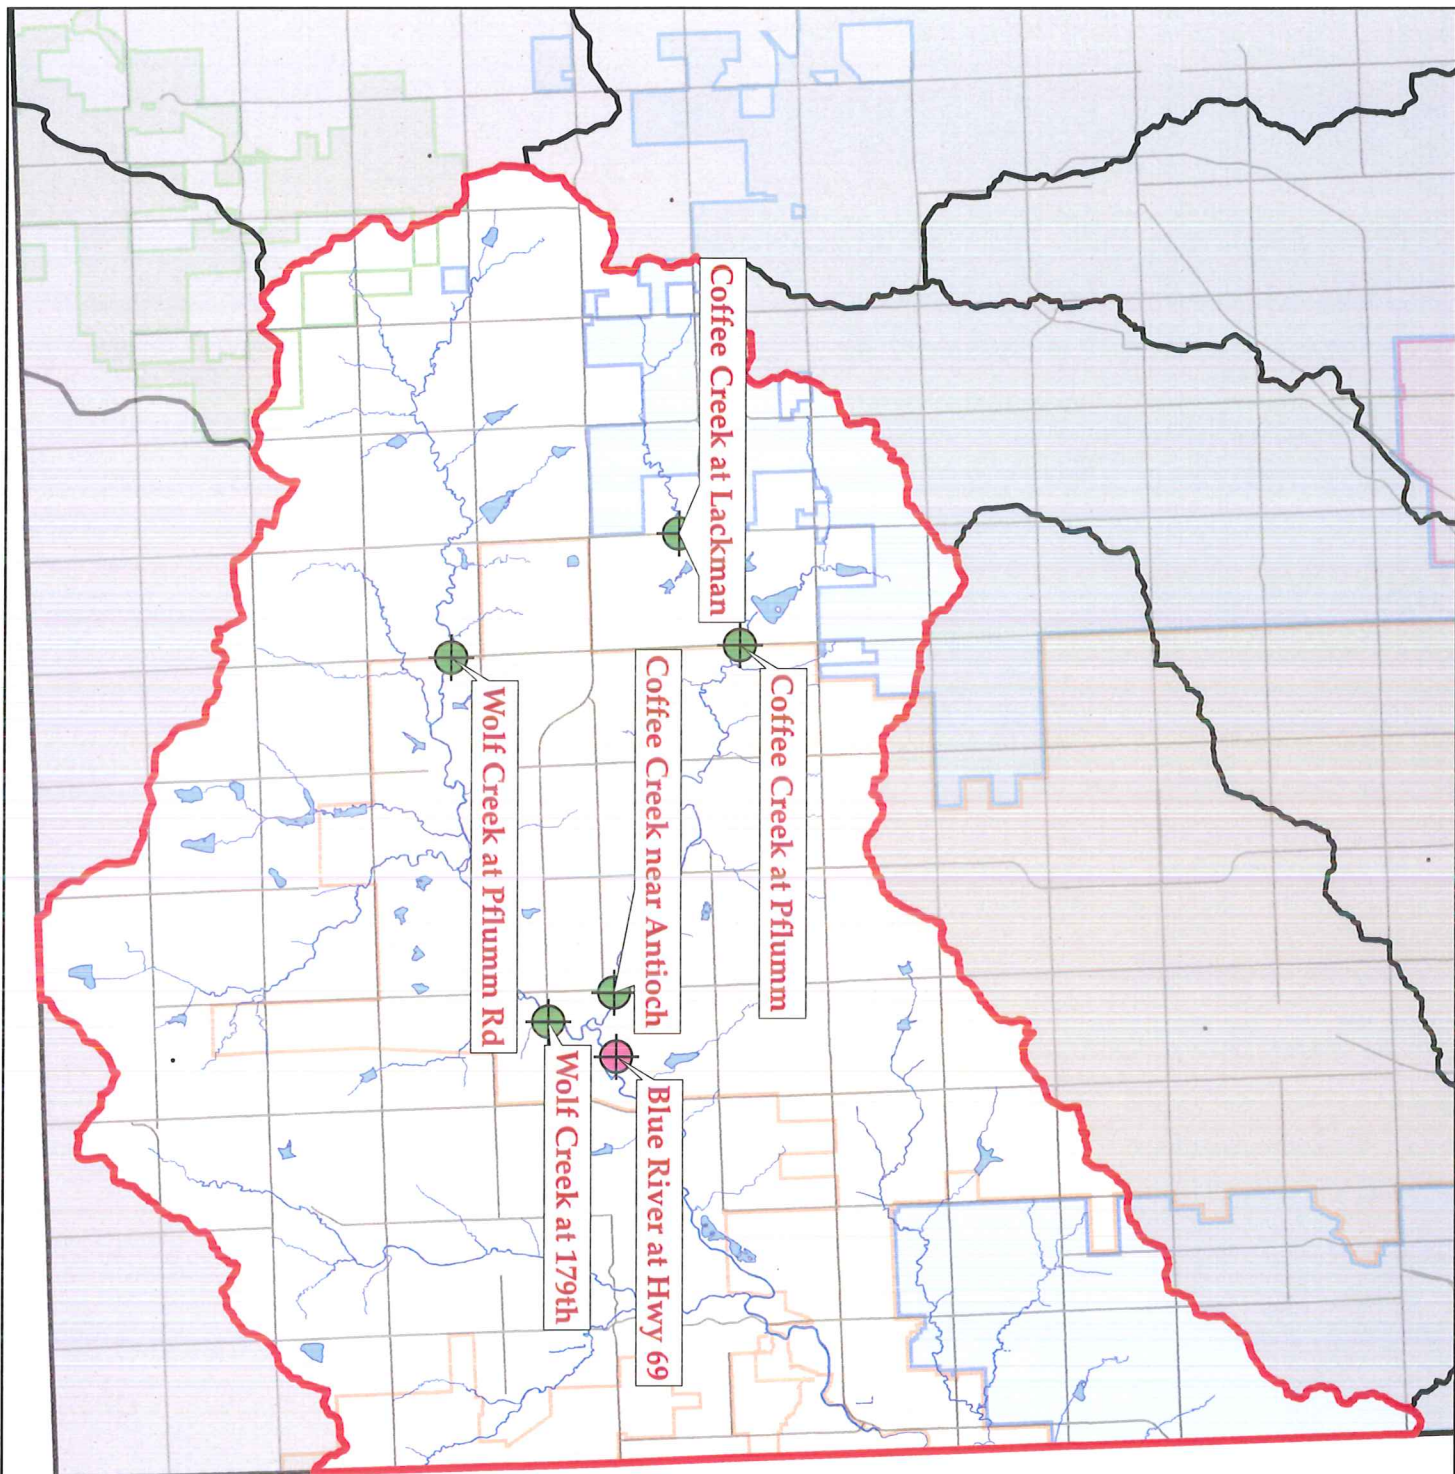 Coffee Creek at Lackman
Coffee Creek at Pflumm
Coffee Creek near Antioch
Blue River at Hwy 69
Wolf Creek at 179th
Wolf Creek at Pflumm Rd